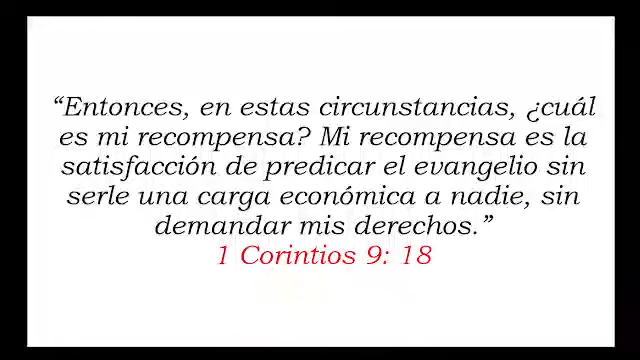 “Entonces, en estas circunstancias, ¿cuál
es mi recompensa? Mi recompensa es la
satisfacción de predicar el evangelio sin
serle una carga económica a nadie, sin
demandar mis derechos.”
1 Corintios 9: 18